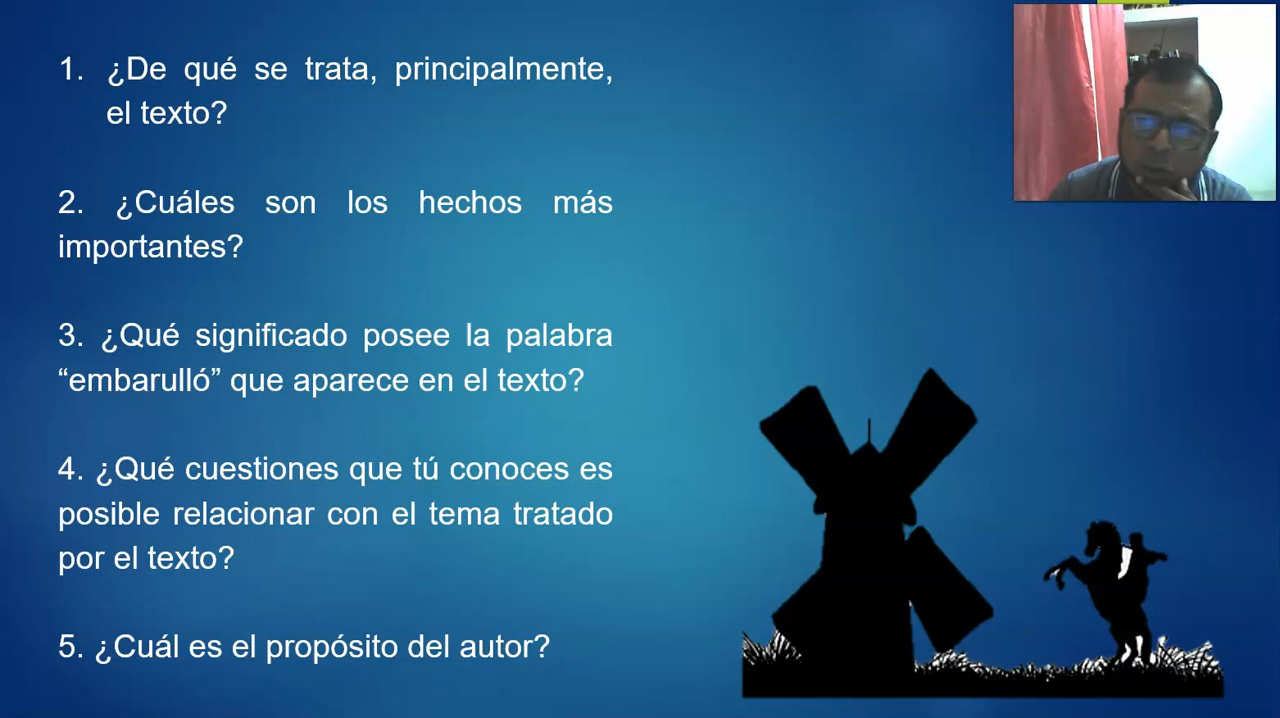 1. ¿De qué se trata, principalmente,
el texto?
2. ¿Cuáles son los hechos más
importantes?
3. ¿Qué significado posee la palabra
“embarulló” que aparece en el texto?
4. ¿Qué cuestiones que tú conoces es
posible relacionar con el tema tratado
por el texto?
5. ¿Cuál es el propósito del autor?